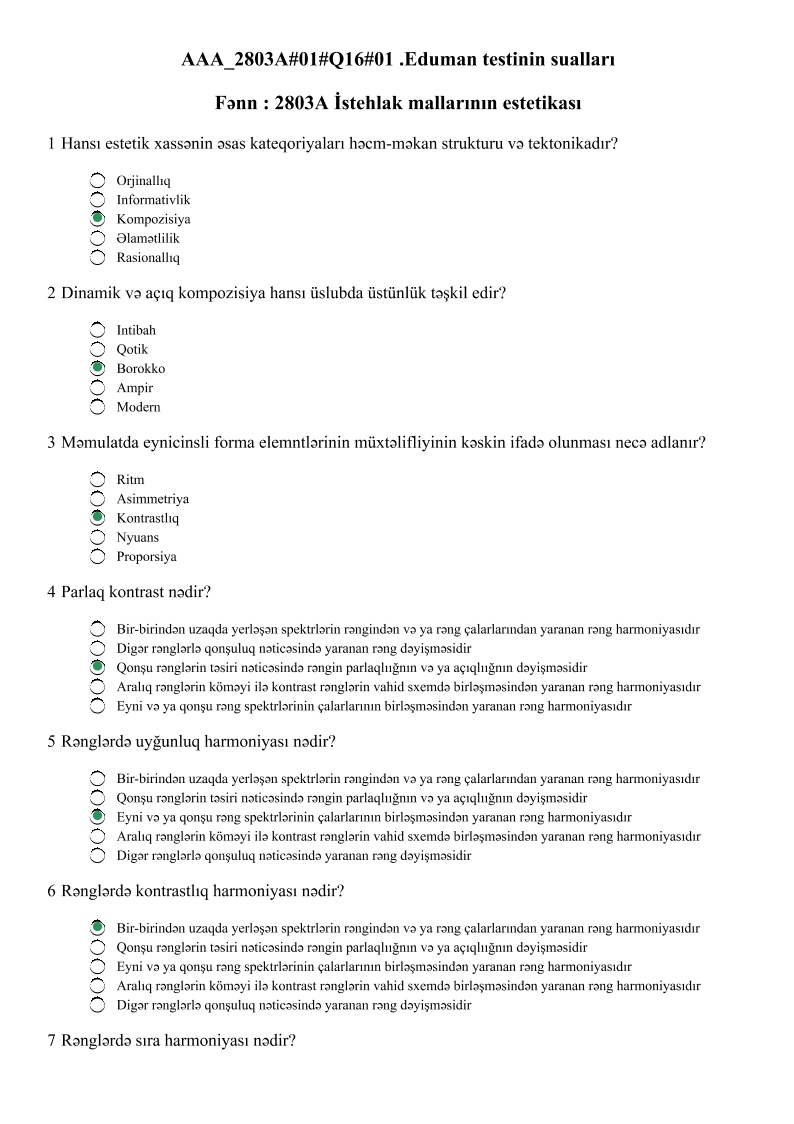 AAA_2803A#01#Q16#01 .Eduman testinin sualları
Fənn : 2803A İstehlak mallarının estetikası
1 Hansı estetik xassənin əsas kateqoriyaları həcm-məkan strukturu və tektonikadır?
Orjinallıq
Informativlik
Kompozisiya
Əlamətlilik
Rasionallıq
2 Dinamik və açıq kompozisiya hansı üslubda üstünlük təşkil edir?
Intibah
Qotik
Borokko
Ampir
Modern
3 Məmulatda eynicinsli forma elemntlərinin müxtəlifliyinin kəskin ifadə olunması necə adlanır?
Ritm
Asimmetriya
Kontrastlıq
Nyuans
Proporsiya
4 Parlaq kontrast nədir?
Bir-birindən uzaqda yerləşən spektrlərin rəngindən və ya rəng çalarlarından yaranan rəng harmoniyasıdır
Digər rənglərlə qonşuluq nəticəsində yaranan rəng dəyişməsidir
Qonşu rənglərin təsiri nəticəsində rəngin parlaqlıığnın və ya açıqlıığnın dəyişməsidir
Aralıq rənglərin köməyi ilə kontrast rənglərin vahid sxemdə birləşməsindən yaranan rəng harmoniyasıdır
Eyni və ya qonşu rəng spektrlərinin çalarlarının birləşməsindən yaranan rəng harmoniyasıdır
5 Rənglərdə uyğunluq harmoniyası nədir?
Bir-birindən uzaqda yerləşən spektrlərin rəngindən və ya rəng çalarlarından yaranan rəng harmoniyasıdır
Qonşu rənglərin təsiri nəticəsində rəngin parlaqlıığnın və ya açıqlıığnın dəyişməsidir
Eyni və ya qonşu rəng spektrlərinin çalarlarının birləşməsindən yaranan rəng harmoniyasıdır
Aralıq rənglərin köməyi ilə kontrast rənglərin vahid sxemdə birləşməsindən yaranan rəng harmoniyasıdır
Digər rənglərlə qonşuluq nəticəsində yaranan rəng dəyişməsidir
6 Rənglərdə kontrastlıq harmoniyası nədir?
Bir-birindən uzaqda yerləşən spektrlərin rəngindən və ya rəng çalarlarından yaranan rəng harmoniyasıdır
Qonşu rənglərin təsiri nəticəsində rəngin parlaqlıığnın və ya açıqlıığnın dəyişməsidir
Eyni və ya qonşu rəng spektrlərinin çalarlarının birləşməsindən yaranan rəng harmoniyasıdır
Aralıq rənglərin köməyi ilə kontrast rənglərin vahid sxemdə birləşməsindən yaranan rəng harmoniyasıdır
Digər rənglərlə qonşuluq nəticəsində yaranan rəng dəyişməsidir
7 Rənglərdə sıra harmoniyası nədir?